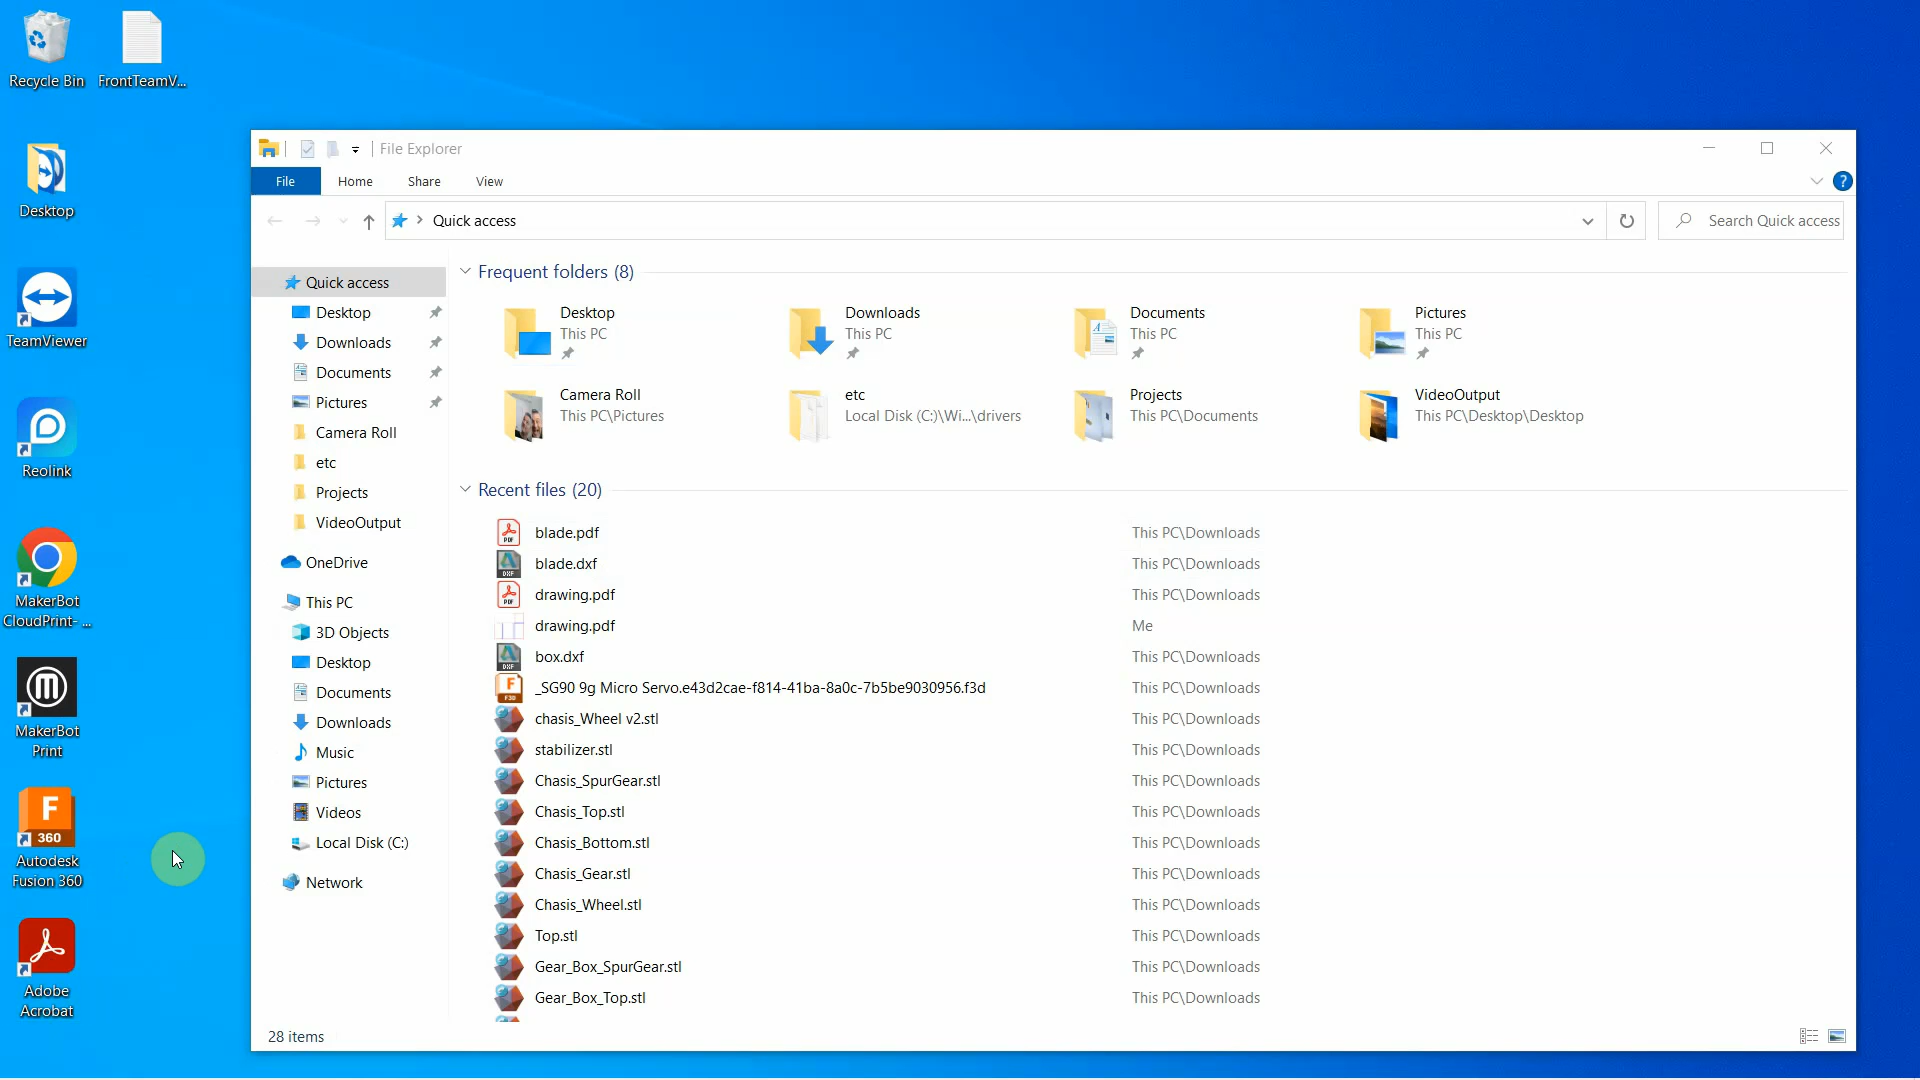 Recycle Bin
FrontTeamV...
Desktop
TeamViewer
Reolink
MakerBot
CloudPrint- ...
MakerBot
Print
F
360
Autodesk
Fusion 360
Adobe
Acrobat
File Explorer
File
Home
Share
View
?
Quick access
Search Quick access
Quick access
Desktop
Downloads
Documents
Pictures
Camera Roll
etc
Projects
VideoOutput
OneDrive
This PC
3D Objects
Desktop
Documents
Downloads
Music
Pictures
Videos
Local Disk (C:)
Network
Frequent folders (8)
Desktop
This PC
Downloads
This PC
Documents
This PC
Pictures
This PC
Camera Roll
This PC\Pictures
etc
Local Disk (C:)\Wi...\drivers
Projects
This PC\Documents
VideoOutput
This PC\Desktop\Desktop
Recent files (20)
PDF blade.pdf This PC\Downloads
DXF blade.dxf This PC\Downloads
PDF drawing.pdf This PC\Downloads
drawing.pdf Me
DXF box.dxf This PC\Downloads
F F3D _SG90 9g Micro Servo.e43d2cae-f814-41ba-8a0c-7b5be9030956.f3d This PC\Downloads
chasis_Wheel v2.stl This PC\Downloads
stabilizer.stl This PC\Downloads
Chasis_SpurGear.stl This PC\Downloads
Chasis_Top.stl This PC\Downloads
Chasis_Bottom.stl This PC\Downloads
Chasis_Gear.stl This PC\Downloads
Chasis_Wheel.stl This PC\Downloads
Top.stl This PC\Downloads
Gear_Box_SpurGear.stl This PC\Downloads
Gear_Box_Top.stl This PC\Downloads
28 items